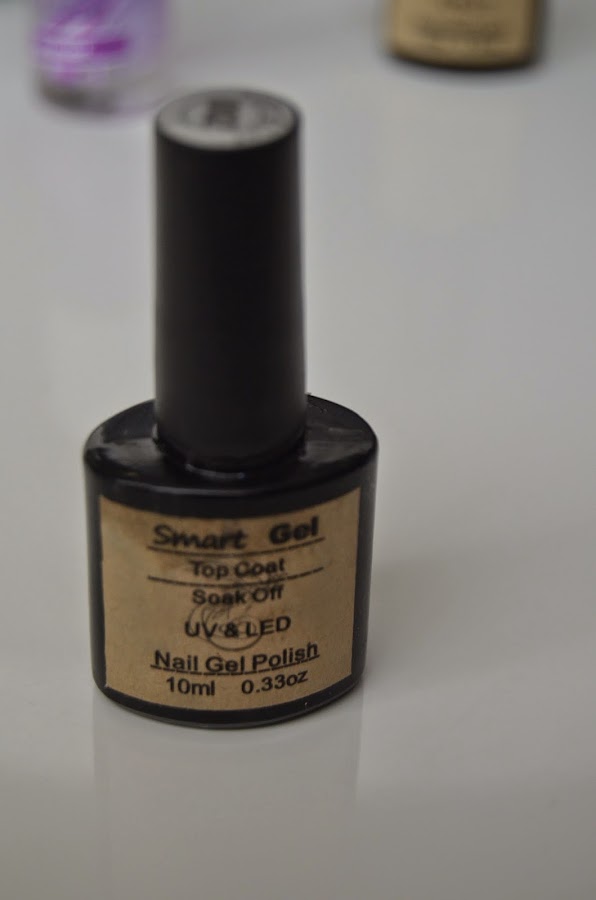 Smart Gel
Top Coat
Soak Off
UV & LED
Nail Gel Polish
10ml 0.33oz